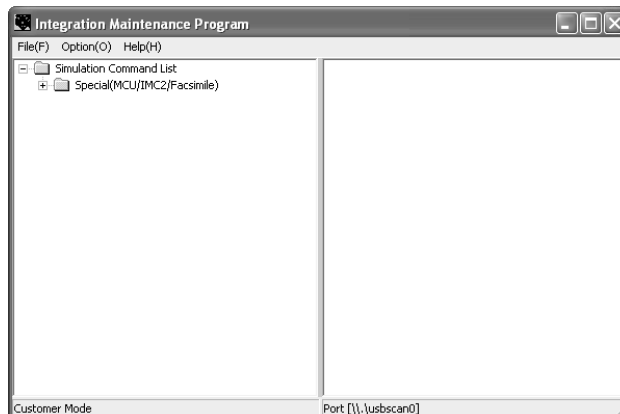 Integration Maintenance Program
File(F) Option(O) Help(H)
Simulation Command List
Special(MCU/IMC2/Facsimile)
Customer Mode
Port [\\.\usbscan0]